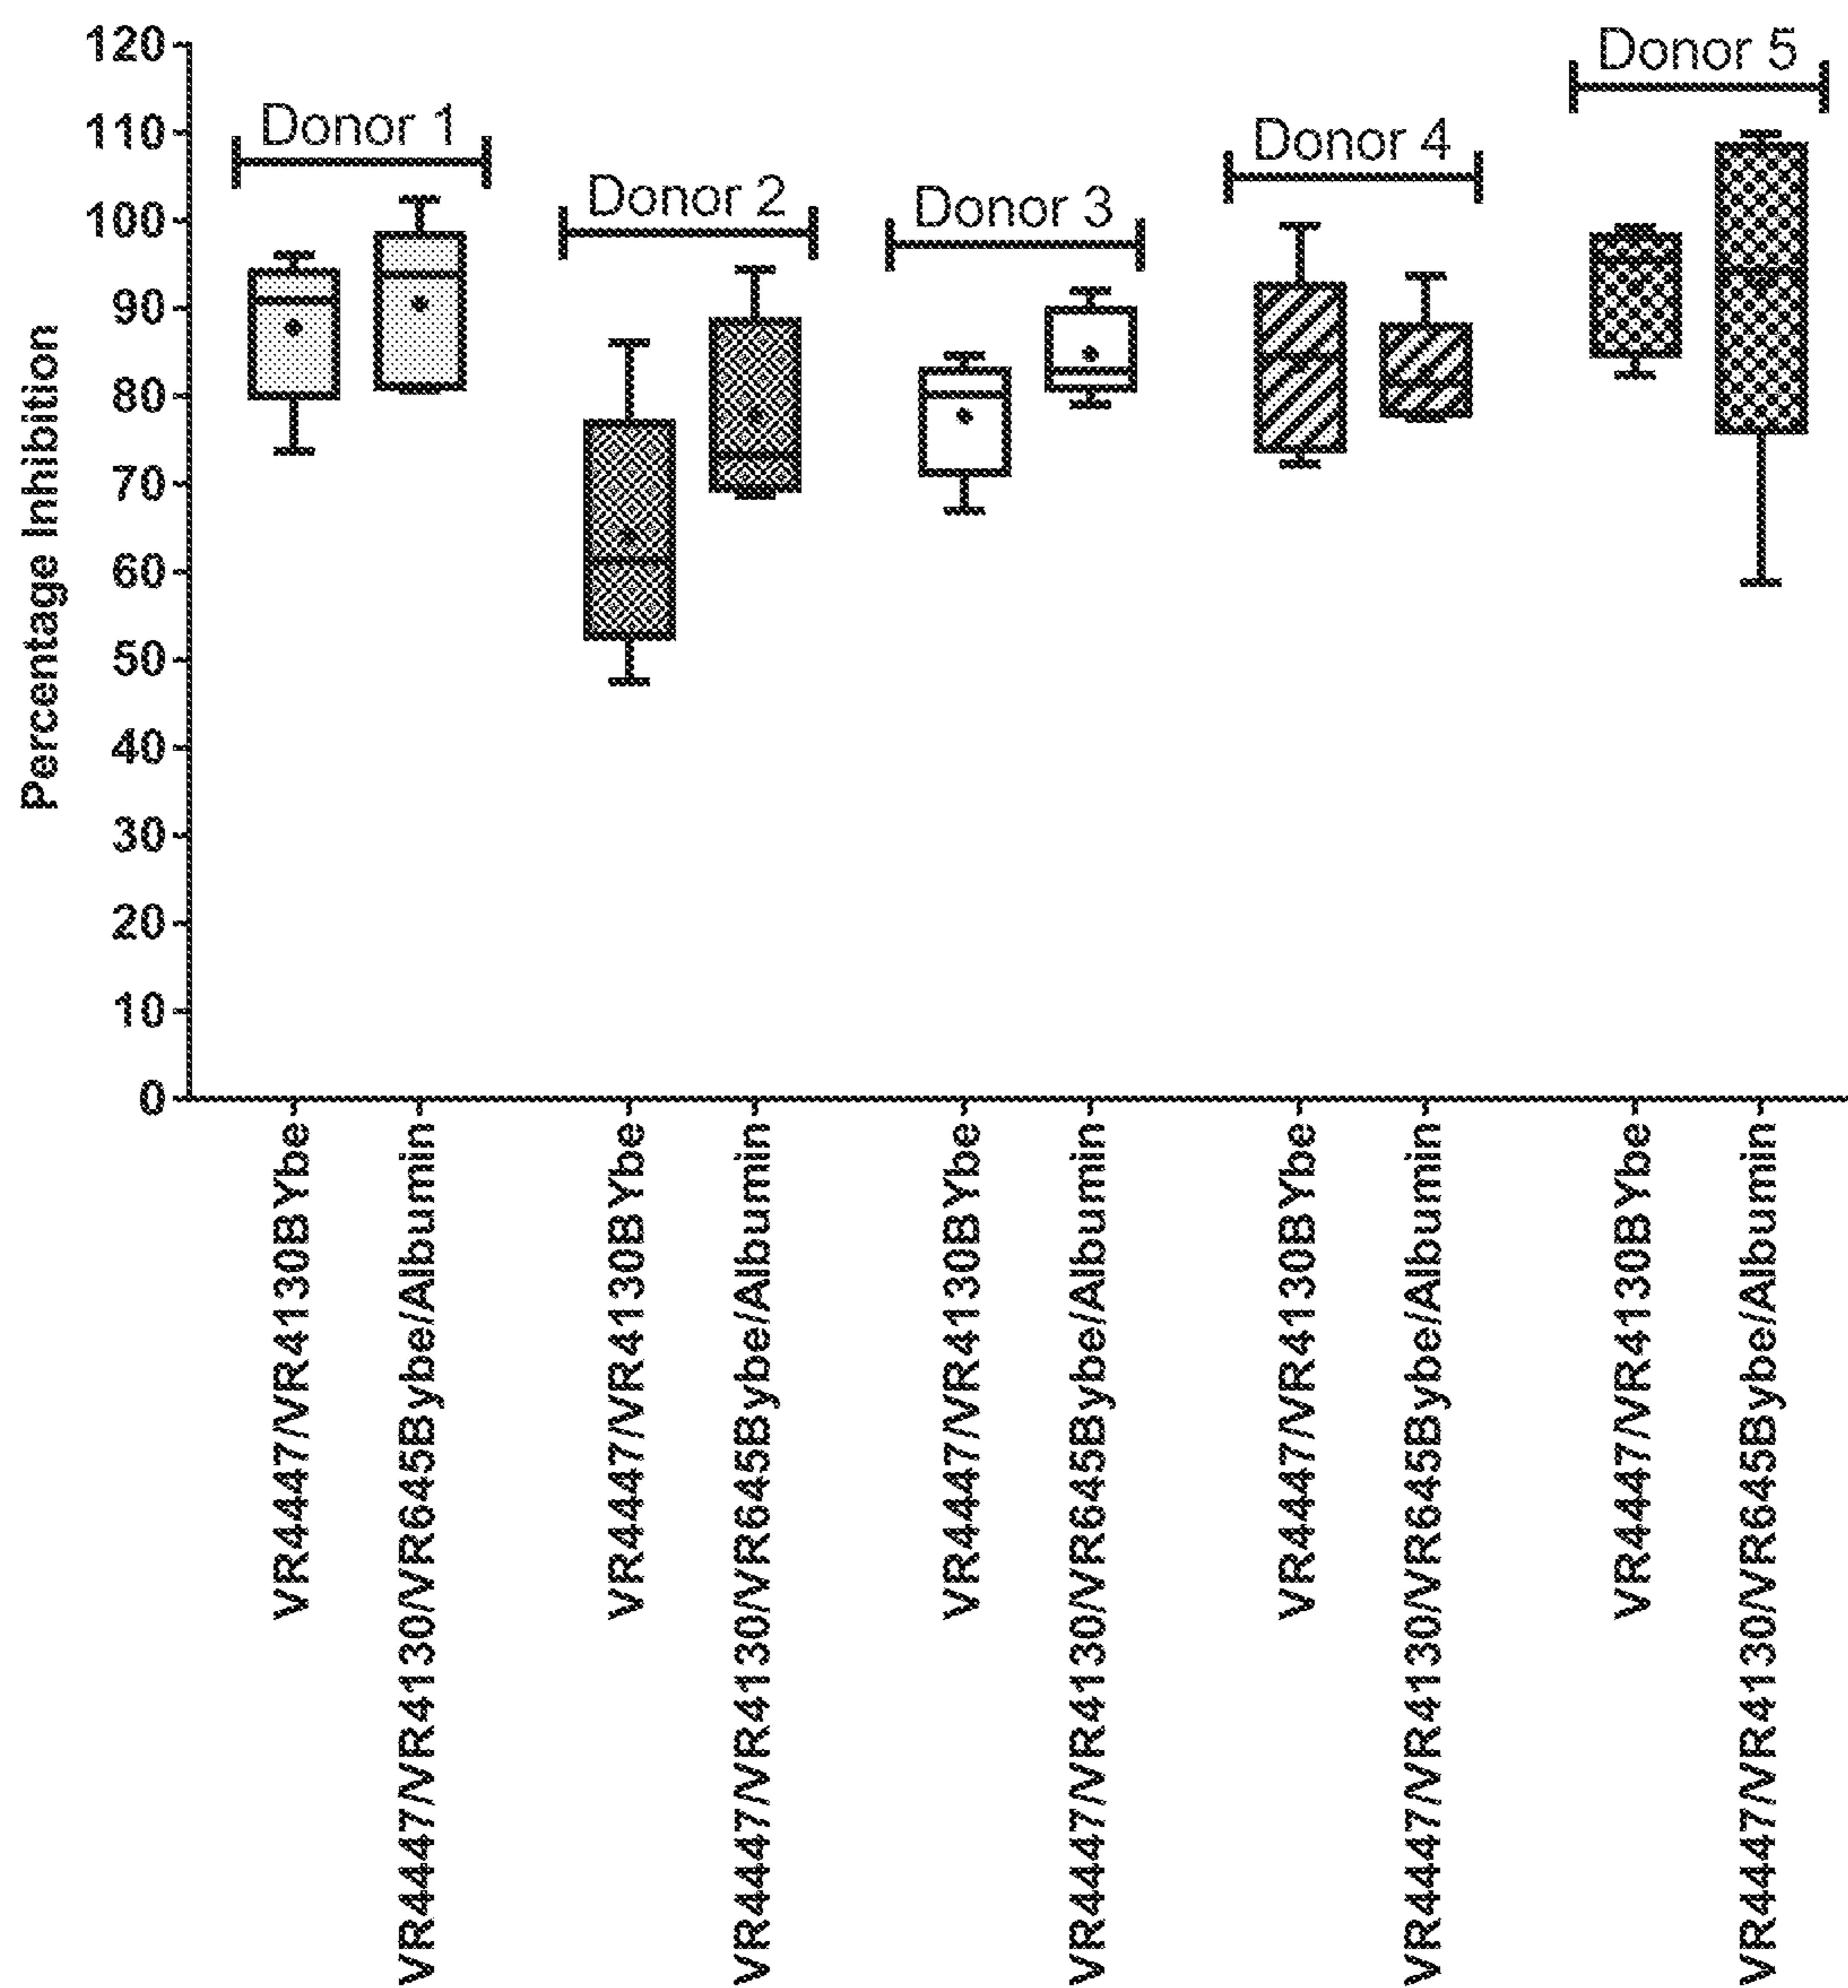 Percentage Inhibition
120
110
100
90
80
70
60
50
40
30
20
10
0
Donor 1
Donor 2
Donor 3
Donor 4
Donor 5
VR4447/VR4130BYbe
VR4447/VR4130/VR645Bybe/Albumin
VR4447/VR4130BYbe
VR4447/VR4130/VR645Bybe/Albumin
VR4447/VR4130BYbe
VR4447/VR4130/VR645Bybe/Albumin
VR4447/VR4130BYbe
VR4447/VR4130/VR645Bybe/Albumin
VR4447/VR4130BYbe
VR4447/VR4130/VR645Bybe/Albumin